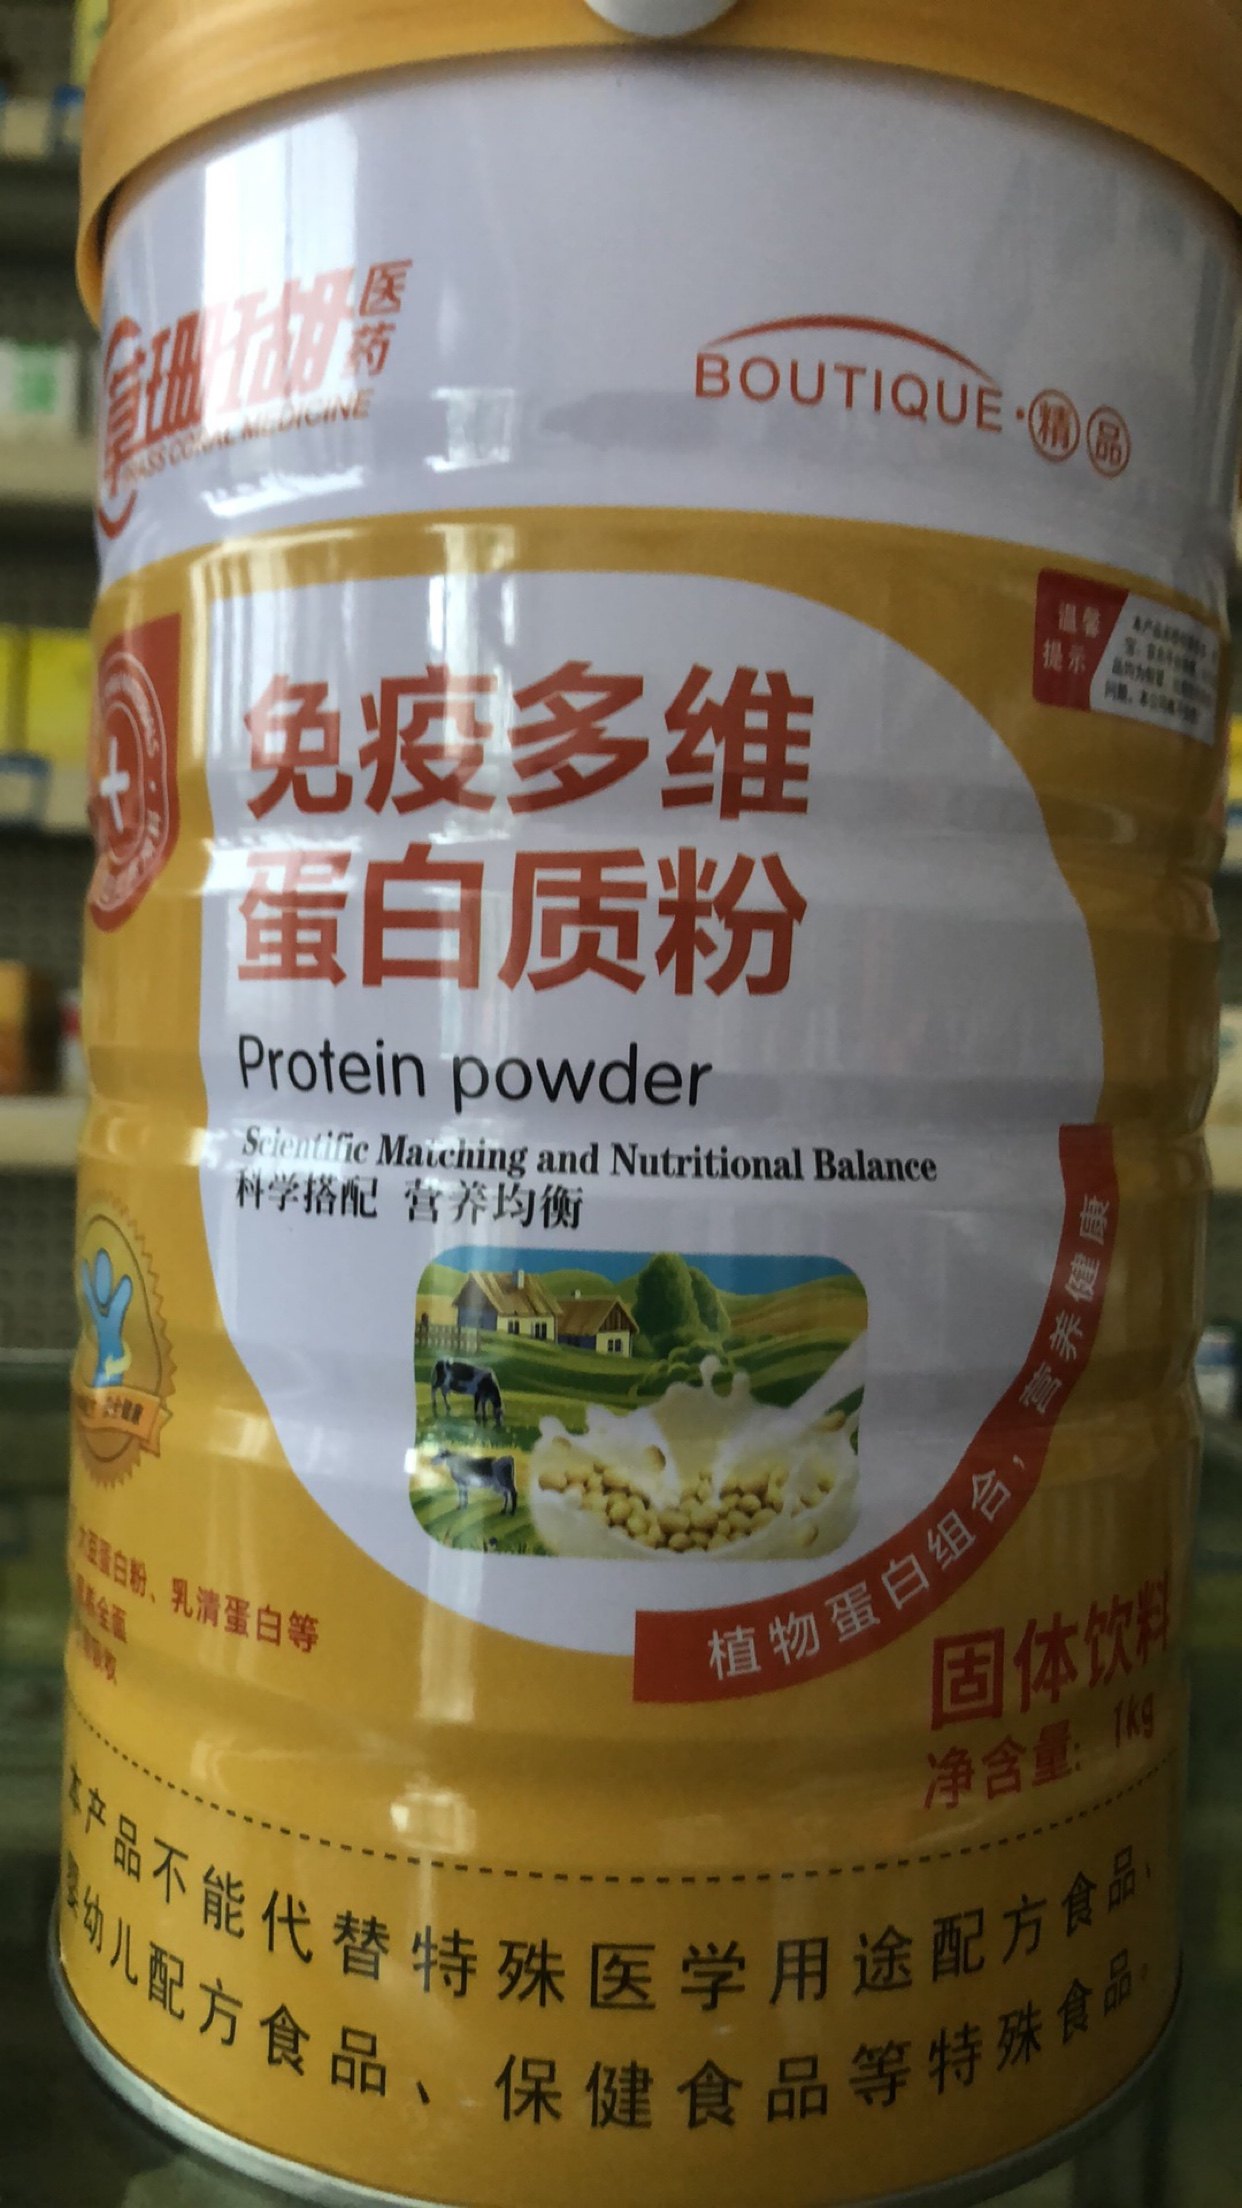 珊瑚医药
CORAL MEDICINE
BOUTIQUE·精品
温馨
提示
免疫多维
蛋白质粉
Protein powder
Scientific Matching and Nutritional Balance
科学搭配 营养均衡
植物蛋白组合，营养健康
大豆蛋白粉、乳清蛋白等
固体饮料
净含量: 1kg
本产品不能代替特殊医学用途配方食品、
婴幼儿配方食品、保健食品等特殊食品。